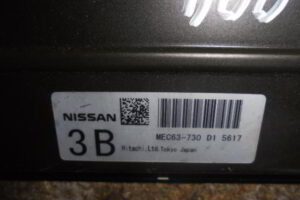 NISSAN
MEC63-730 D1 5617
3B
Hitachi,Ltd.Tokyo Japan